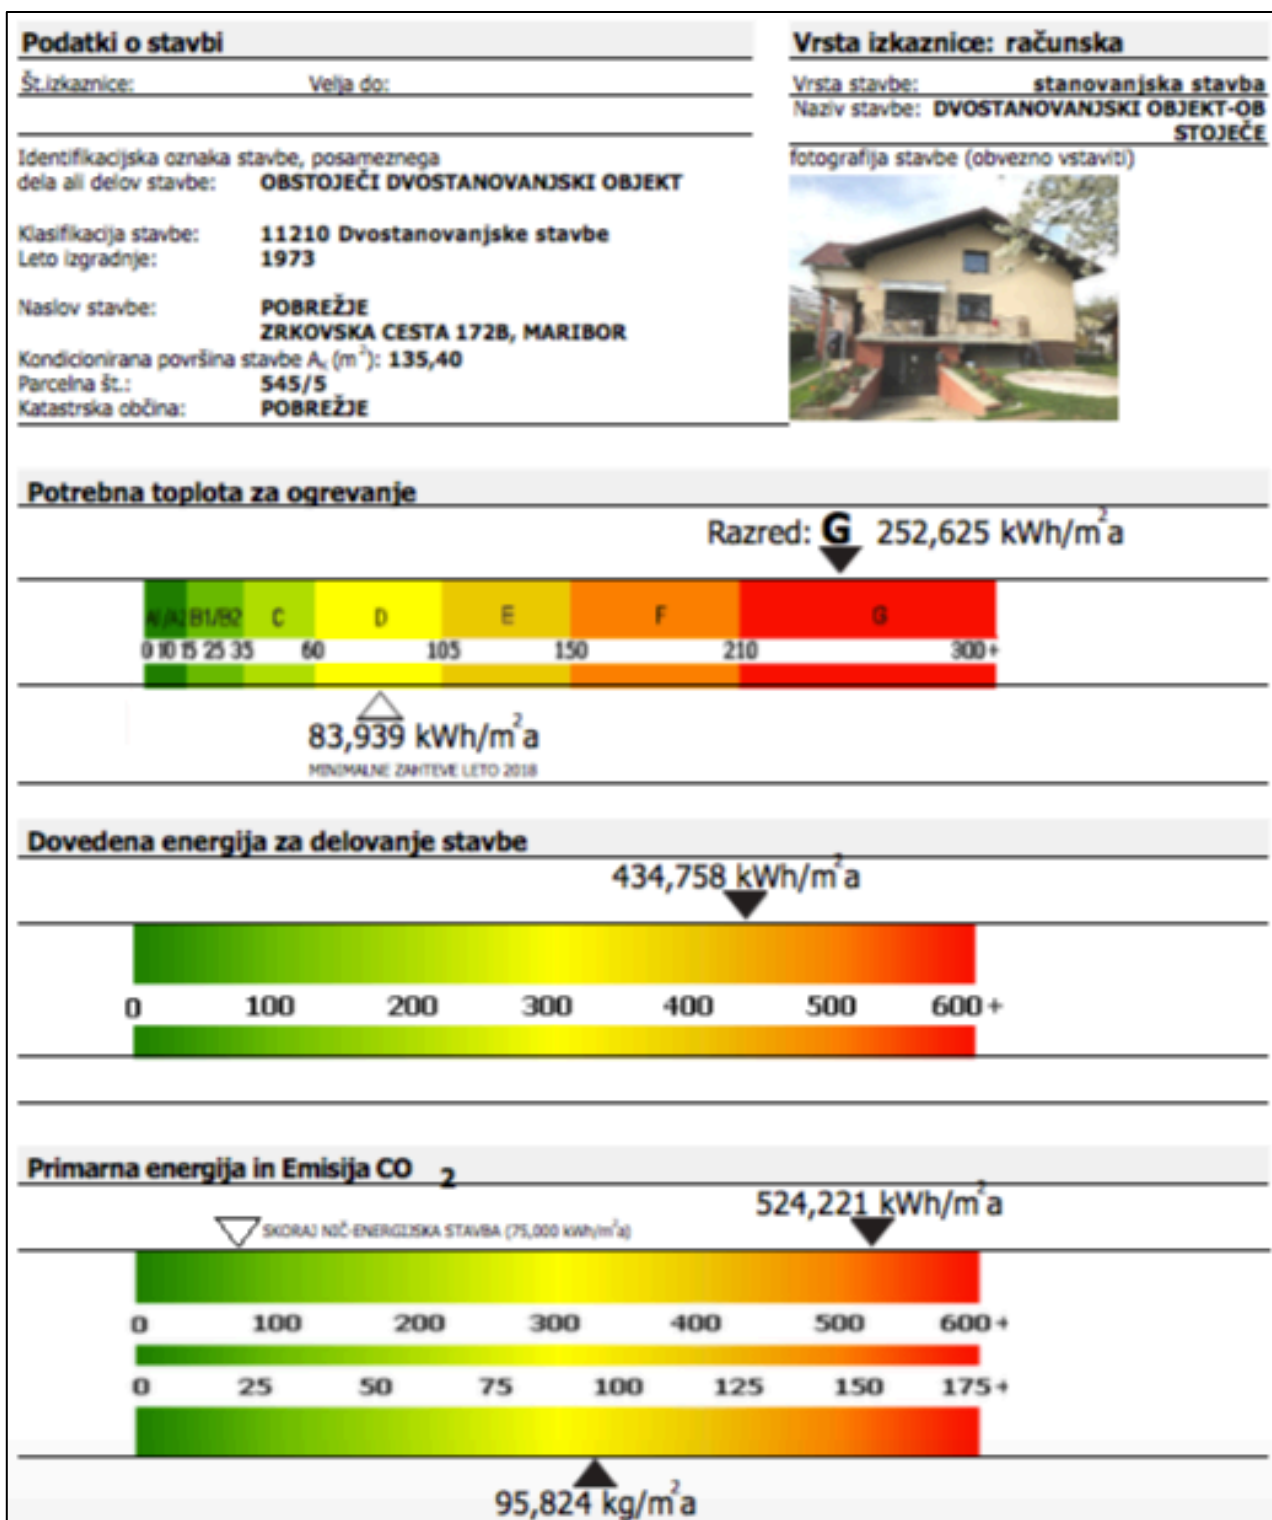 Podatki o stavbi
Št.izkaznice: Velja do:
Identifikacijska oznaka stavbe, posameznega
dela ali delov stavbe: OBSTOJEČI DVOSTANOVANJSKI OBJEKT
Klasifikacija stavbe: 11210 Dvostanovanjske stavbe
Leto izgradnje: 1973
Naslov stavbe: POBREŽJE
ZRKOVSKA CESTA 172B, MARIBOR
Kondicionirana površina stavbe Aₖ (m²): 135,40
Parcelna št.: 545/5
Katastrska občina: POBREŽJE
Vrsta izkaznice: računska
Vrsta stavbe: stanovanjska stavba
Naziv stavbe: DVOSTANOVANJSKI OBJEKT-OB
STOJEČE
fotografija stavbe (obvezno vstaviti)
Potrebna toplota za ogrevanje
Razred: G 252,625 kWh/m²a
A1/A2 B1/B2 C D E F G
0 10 15 25 35 60 105 150 210 300+
83,939 kWh/m²a
MINIMALNE ZAHTEVE LETO 2018
Dovedena energija za delovanje stavbe
434,758 kWh/m²a
0 100 200 300 400 500 600+
Primarna energija in Emisija CO 2
524,221 kWh/m²a
SKORAJ NIČ-ENERGIJSKA STAVBA (75,000 kWh/m²a)
0 100 200 300 400 500 600+
0 25 50 75 100 125 150 175+
95,824 kg/m²a